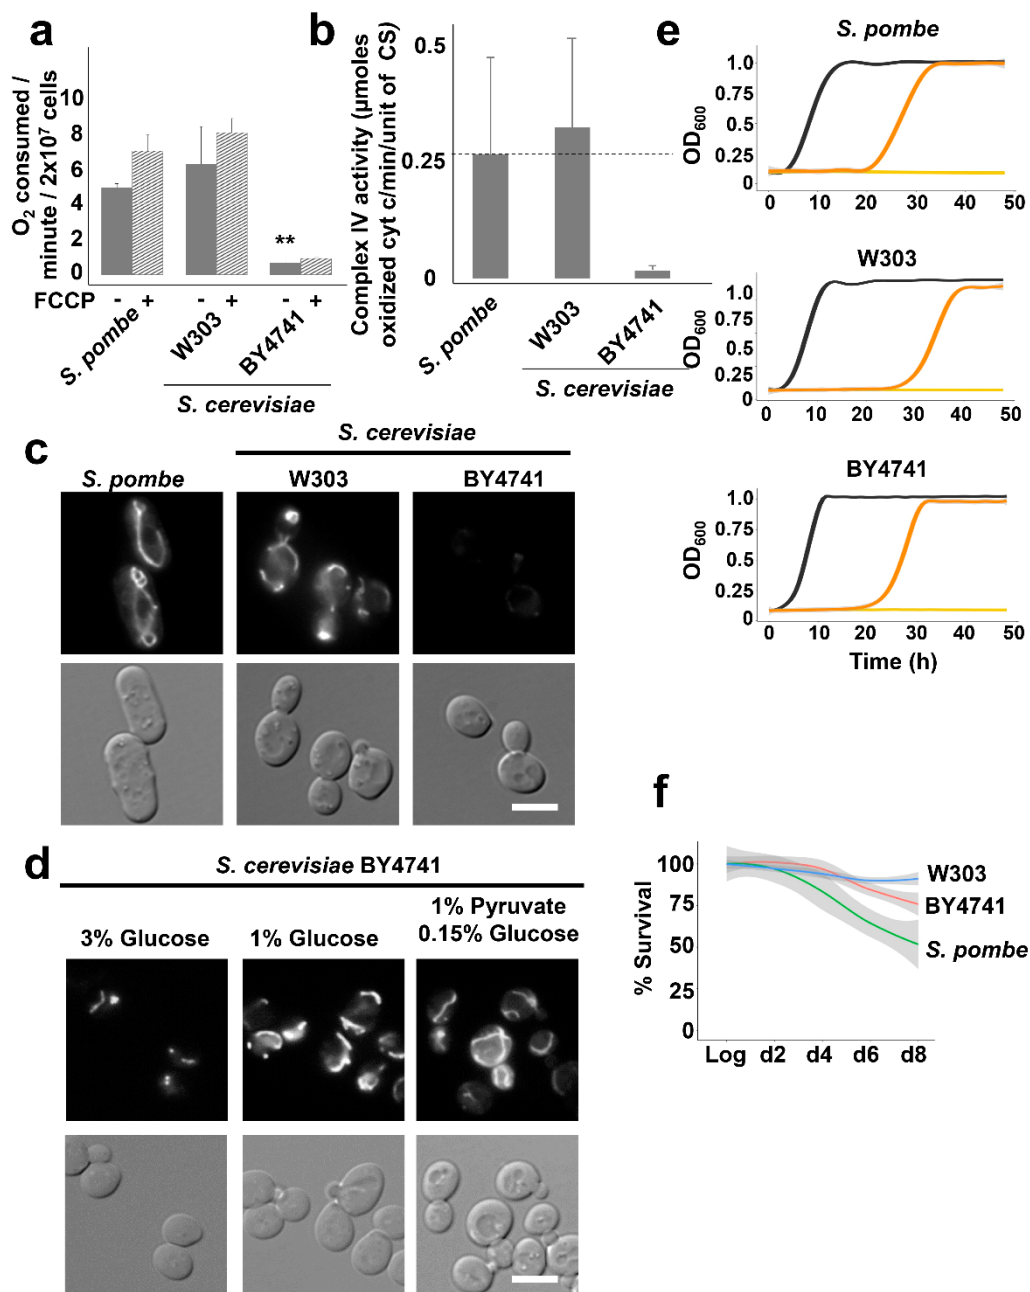 a
O2 consumed /
minute / 2x10⁷ cells
10
8
6
4
2
0
**
FCCP
- + - + - +
S. pombe
W303
BY4741
S. cerevisiae
b
Complex IV activity (µmoles
oxidized cyt c/min/unit of CS)
0.5
0.25
0
S. pombe
W303
BY4741
S. cerevisiae
e
S. pombe
OD600
1.0
0.75
0.5
0.25
0 10 20 30 40 50
W303
OD600
1.0
0.75
0.5
0.25
0 10 20 30 40 50
BY4741
OD600
1.0
0.75
0.5
0.25
0 10 20 30 40 50
Time (h)
c
S. cerevisiae
S. pombe
W303
BY4741
d
S. cerevisiae BY4741
3% Glucose
1% Glucose
1% Pyruvate
0.15% Glucose
f
% Survival
100
75
50
25
0
Log d2 d4 d6 d8
W303
BY4741
S. pombe